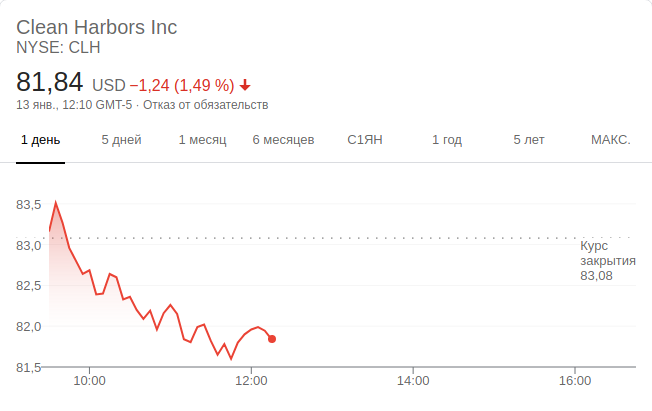 Clean Harbors Inc
NYSE: CLH
81,84 USD −1,24 (1,49 %)
13 янв., 12:10 GMT-5 · Отказ от обязательств
1 день 5 дней 1 месяц 6 месяцев С1ЯН 1 год 5 лет МАКС.
83,5
83,0
Курс
закрытия
83,08
82,5
82,0
81,5
10:00 12:00 14:00 16:00